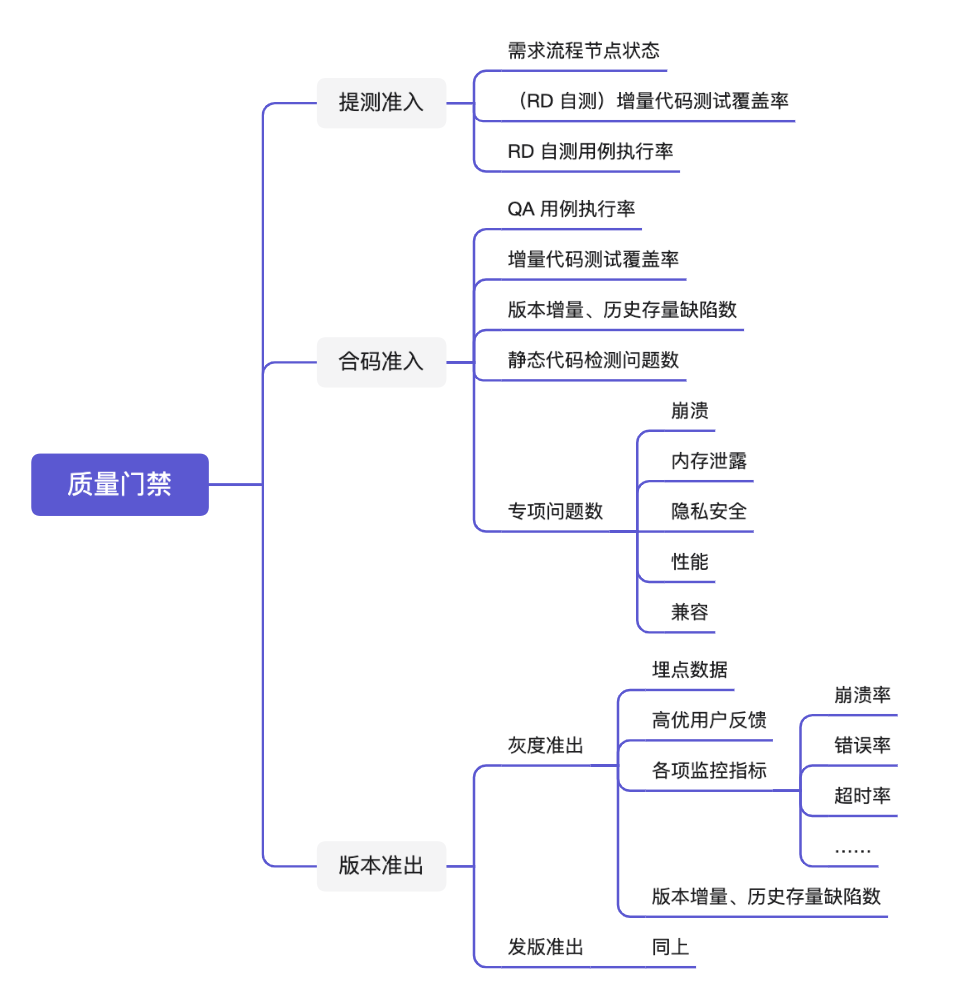 质量门禁
提测准入
需求流程节点状态
（RD 自测）增量代码测试覆盖率
RD 自测用例执行率
合码准入
QA 用例执行率
增量代码测试覆盖率
版本增量、历史存量缺陷数
静态代码检测问题数
专项问题数
崩溃
内存泄露
隐私安全
性能
兼容
版本准出
灰度准出
埋点数据
高优用户反馈
各项监控指标
崩溃率
错误率
超时率
……
版本增量、历史存量缺陷数
发版准出
同上